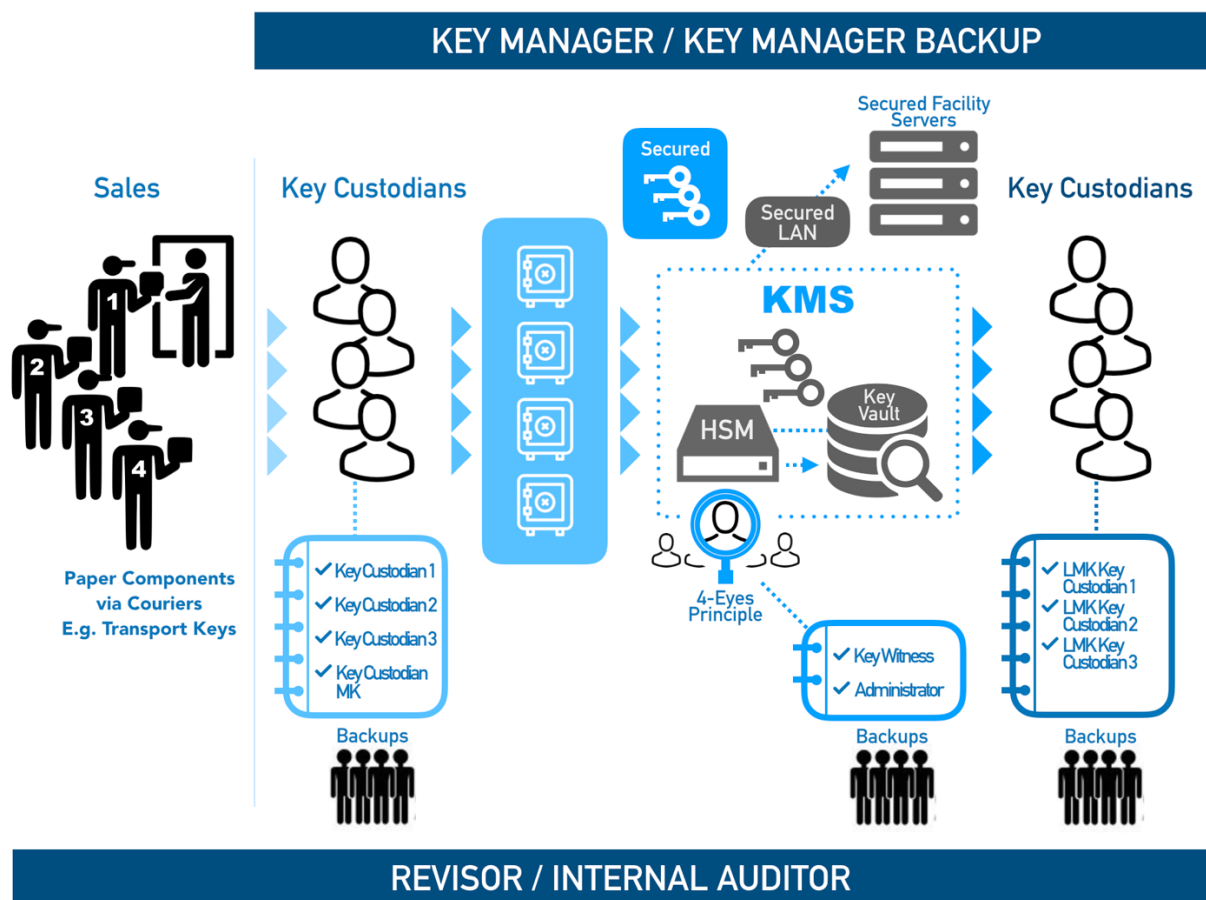 KEY MANAGER / KEY MANAGER BACKUP
Secured Facility
Servers
Secured
Sales
Key Custodians
Key Custodians
Secured
LAN
1
2
3
4
KMS
Key
Vault
HSM
4-Eyes
Principle
Paper Components
via Couriers
E.g. Transport Keys
Key Custodian 1
Key Custodian 2
Key Custodian 3
Key Custodian
MK
Backups
Key Witness
Administrator
Backups
LMK Key
Custodian 1
LMK Key
Custodian 2
LMK Key
Custodian 3
Backups
REVISOR / INTERNAL AUDITOR